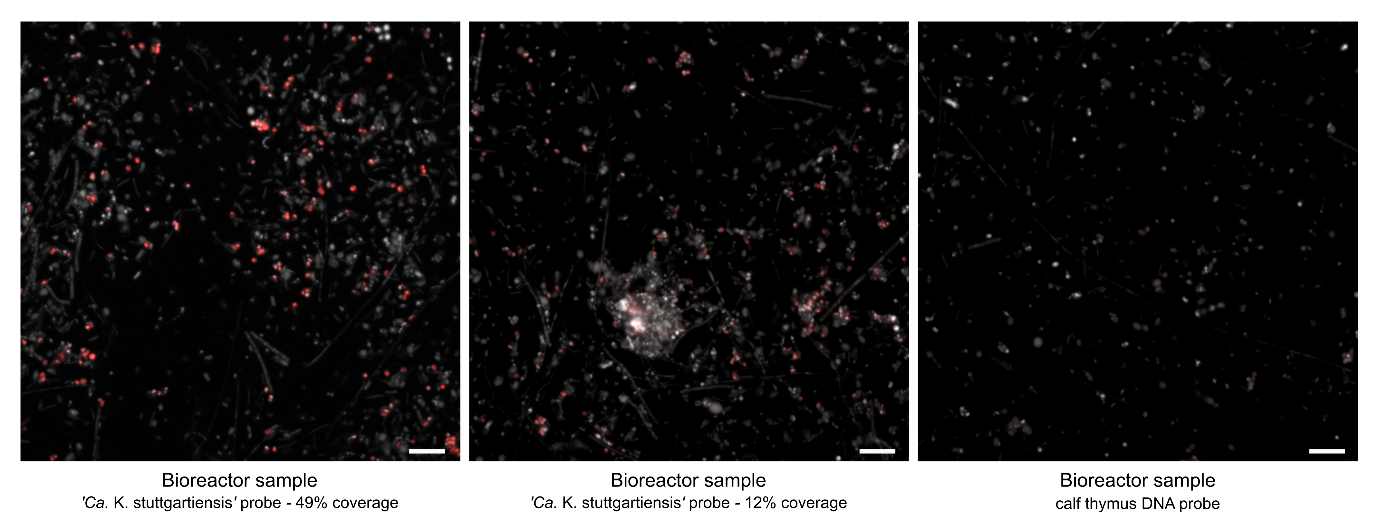 Bioreactor sample
'Ca. K. stuttgartiensis' probe - 49% coverage
Bioreactor sample
'Ca. K. stuttgartiensis' probe - 12% coverage
Bioreactor sample
calf thymus DNA probe